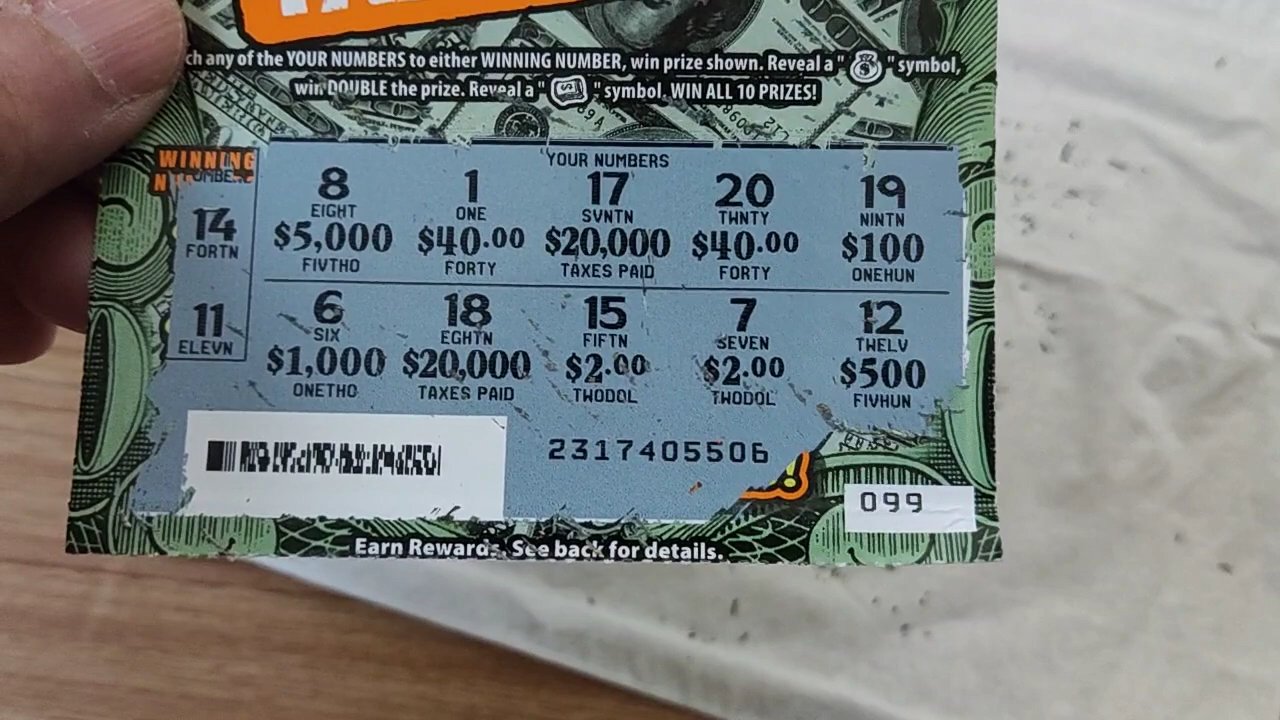 ch any of the YOUR NUMBERS to either WINNING NUMBER, win prize shown. Reveal a " " symbol,
win DOUBLE the prize. Reveal a " " symbol. WIN ALL 10 PRIZES!
WINNING
YOUR NUMBERS
14
FORTN
11
ELEVN
8 1 17 20 19
EIGHT ONE SVNTN TWNTY NINTN
$5,000 $40.00 $20,000 $40.00 $100
FIVTHO FORTY TAXES PAID FORTY ONEHUN
6 18 15 7 12
SIX EGHTN FIFTN SEVEN TWELV
$1,000 $20,000 $2.00 $2.00 $500
ONETHO TAXES PAID TWODOL TWODOL FIVHUN
2317405506
099
Earn Rewards. See back for details.